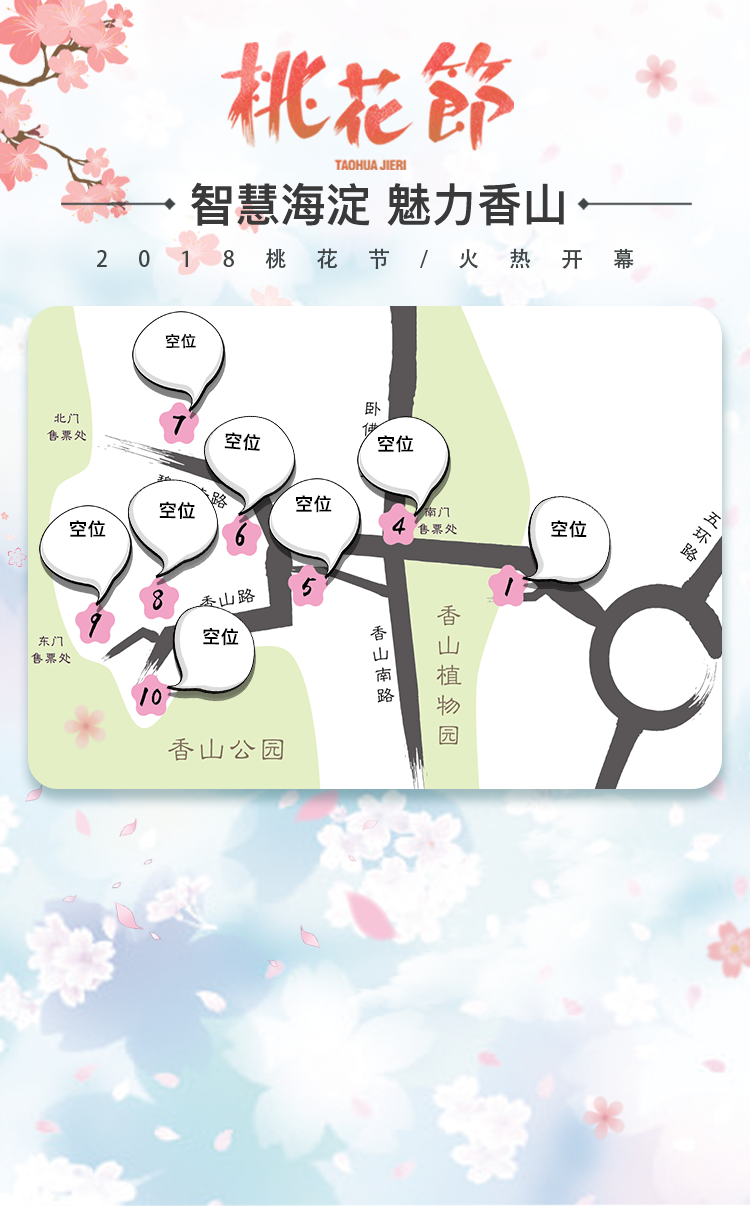 桃花節
TAOHUA JIERI
智慧海淀 魅力香山
2018桃花节/火热开幕
空位
7
北门
售票处
卧
佛
空位
空位
路
空位
空位
空位
南门
售票处
空位
五环路
6
4
5
1
8
9
香山路
空位
东门
售票处
10
香山南路
香山植物园
香山公园